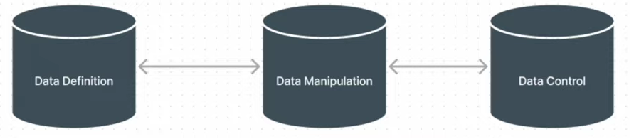 Data Definition
Data Manipulation
Data Control